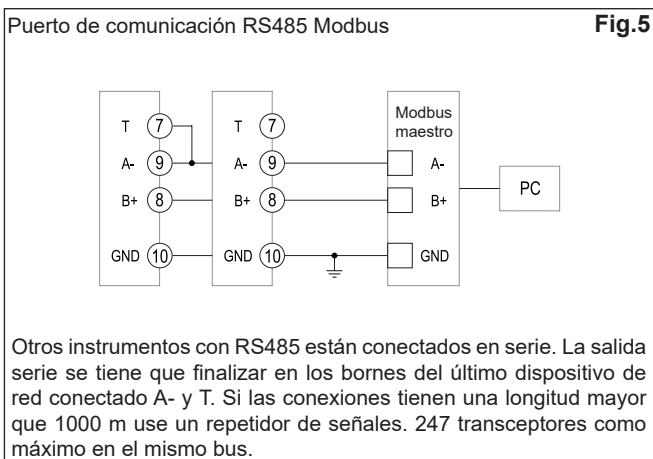 Puerto de comunicación RS485 Modbus
Fig.5
Modbus
maestro
T 7 T 7
A- 9 A- 9 A-
B+ 8 B+ 8 B+
PC
GND 10 GND 10 GND
Otros instrumentos con RS485 están conectados en serie. La salida
serie se tiene que finalizar en los bornes del último dispositivo de
red conectado A- y T. Si las conexiones tienen una longitud mayor
que 1000 m use un repetidor de señales. 247 transceptores como
máximo en el mismo bus.